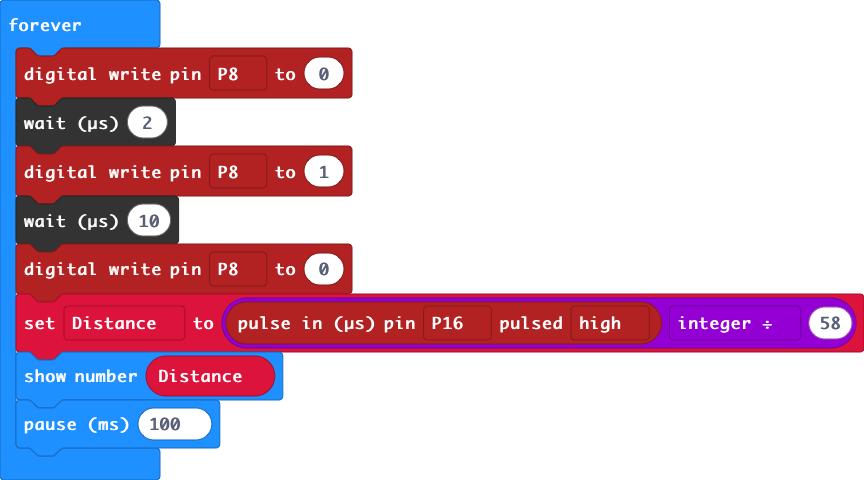 forever
digital write pin P8 to 0
wait (µs) 2
digital write pin P8 to 1
wait (µs) 10
digital write pin P8 to 0
set Distance to pulse in (µs) pin P16 pulsed high integer ÷ 58
show number Distance
pause (ms) 100